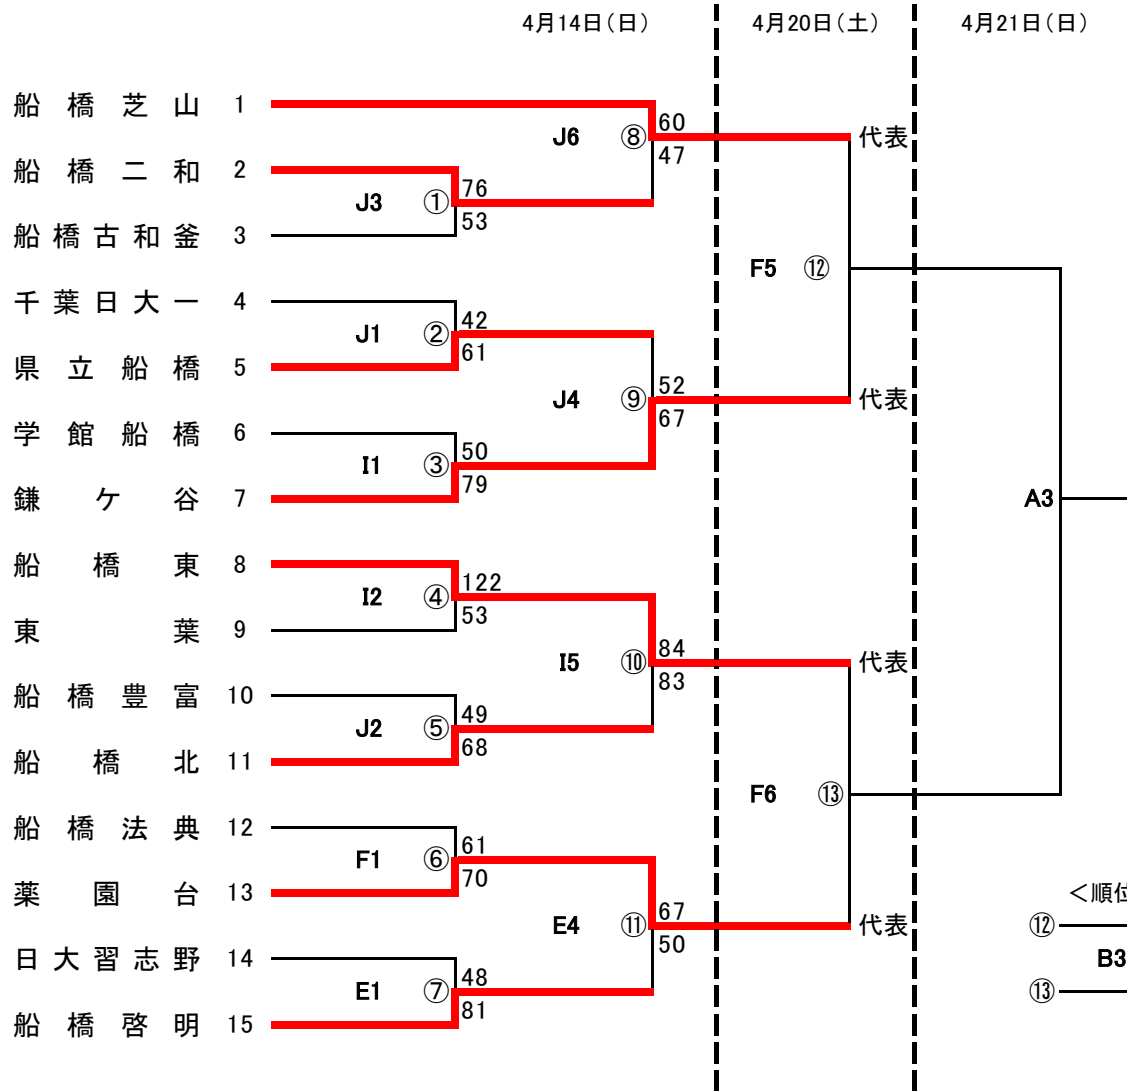 4月14日（日） 4月20日（土） 4月21日（日）
船橋芝山 1
60
J6 ⑧ 代表
47
船橋二和 2
76
J3 ①
53
船橋古和釜 3
F5 ⑫
千葉日大一 4
42
J1 ②
61
県立船橋 5
52
J4 ⑨ 代表
67
学館船橋 6
50
I1 ③
79
鎌ケ谷 7
A3
船橋東 8
122
I2 ④
53
東葉 9
84
I5 ⑩ 代表
83
船橋豊富 10
49
J2 ⑤
68
船橋北 11
F6 ⑬
船橋法典 12
61
F1 ⑥
70
薬園台 13
＜順位
67
E4 ⑪ 代表 ⑫
50
日大習志野 14
B3
48
E1 ⑦ ⑬
81
船橋啓明 15